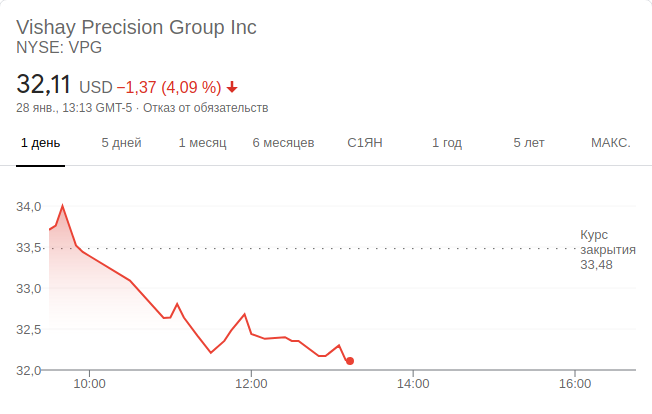 Vishay Precision Group Inc
NYSE: VPG
32,11 USD −1,37 (4,09 %)
28 янв., 13:13 GMT-5 · Отказ от обязательств
1 день 5 дней 1 месяц 6 месяцев С1ЯН 1 год 5 лет МАКС.
34,0
33,5
33,0
32,5
32,0
Курс
закрытия
33,48
10:00 12:00 14:00 16:00